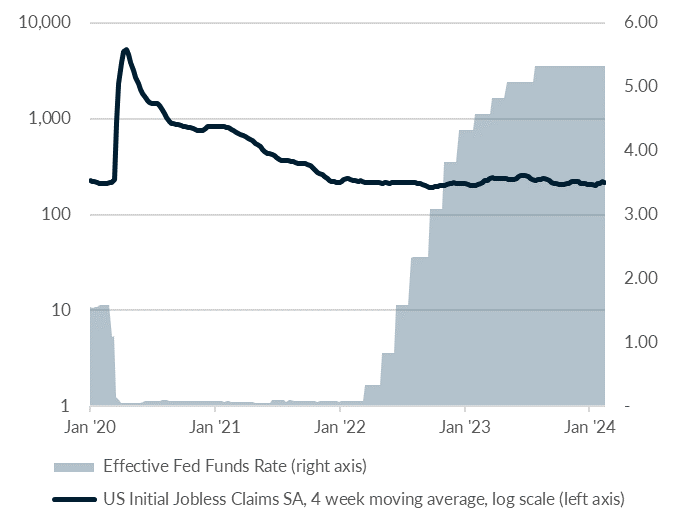 10,000
1,000
100
10
1
6.00
5.00
4.00
3.00
2.00
1.00
-
Jan '20
Jan '21
Jan '22
Jan '23
Jan '24
Effective Fed Funds Rate (right axis)
US Initial Jobless Claims SA, 4 week moving average, log scale (left axis)